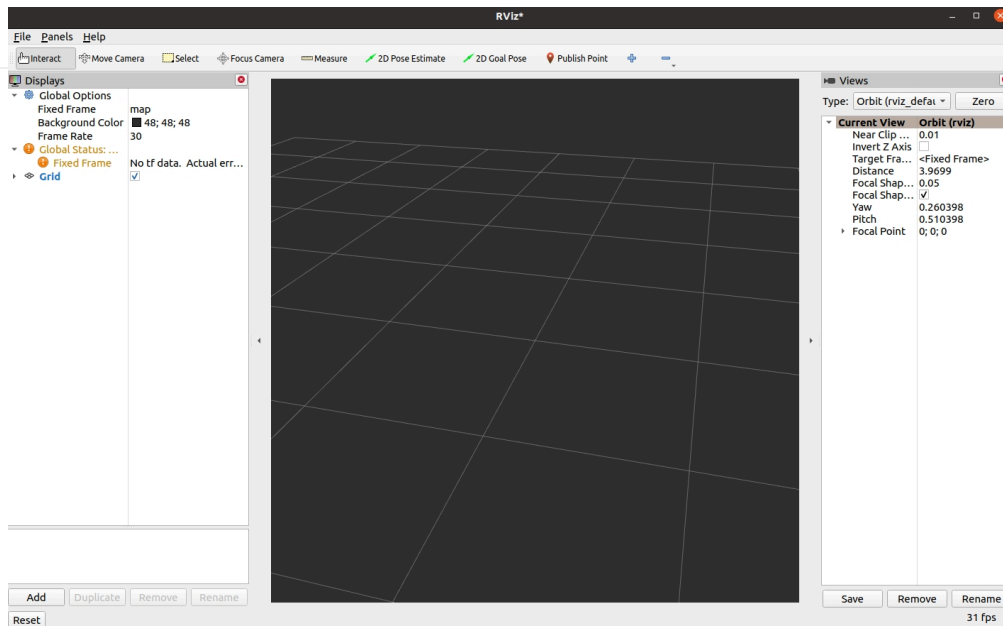 RViz*
File Panels Help
Interact Move Camera Select Focus Camera Measure 2D Pose Estimate 2D Goal Pose Publish Point
Displays
Global Options
Fixed Frame map
Background Color 48; 48; 48
Frame Rate 30
Global Status: ...
Fixed Frame No tf data. Actual err...
Grid
Add Duplicate Remove Rename
Reset
Views
Type: Orbit (rviz_defau Zero
Current View Orbit (rviz)
Near Clip ... 0.01
Invert Z Axis
Target Fra... <Fixed Frame>
Distance 3.9699
Focal Shap... 0.05
Focal Shap...
Yaw 0.260398
Pitch 0.510398
Focal Point 0; 0; 0
Save Remove Rename
31 fps